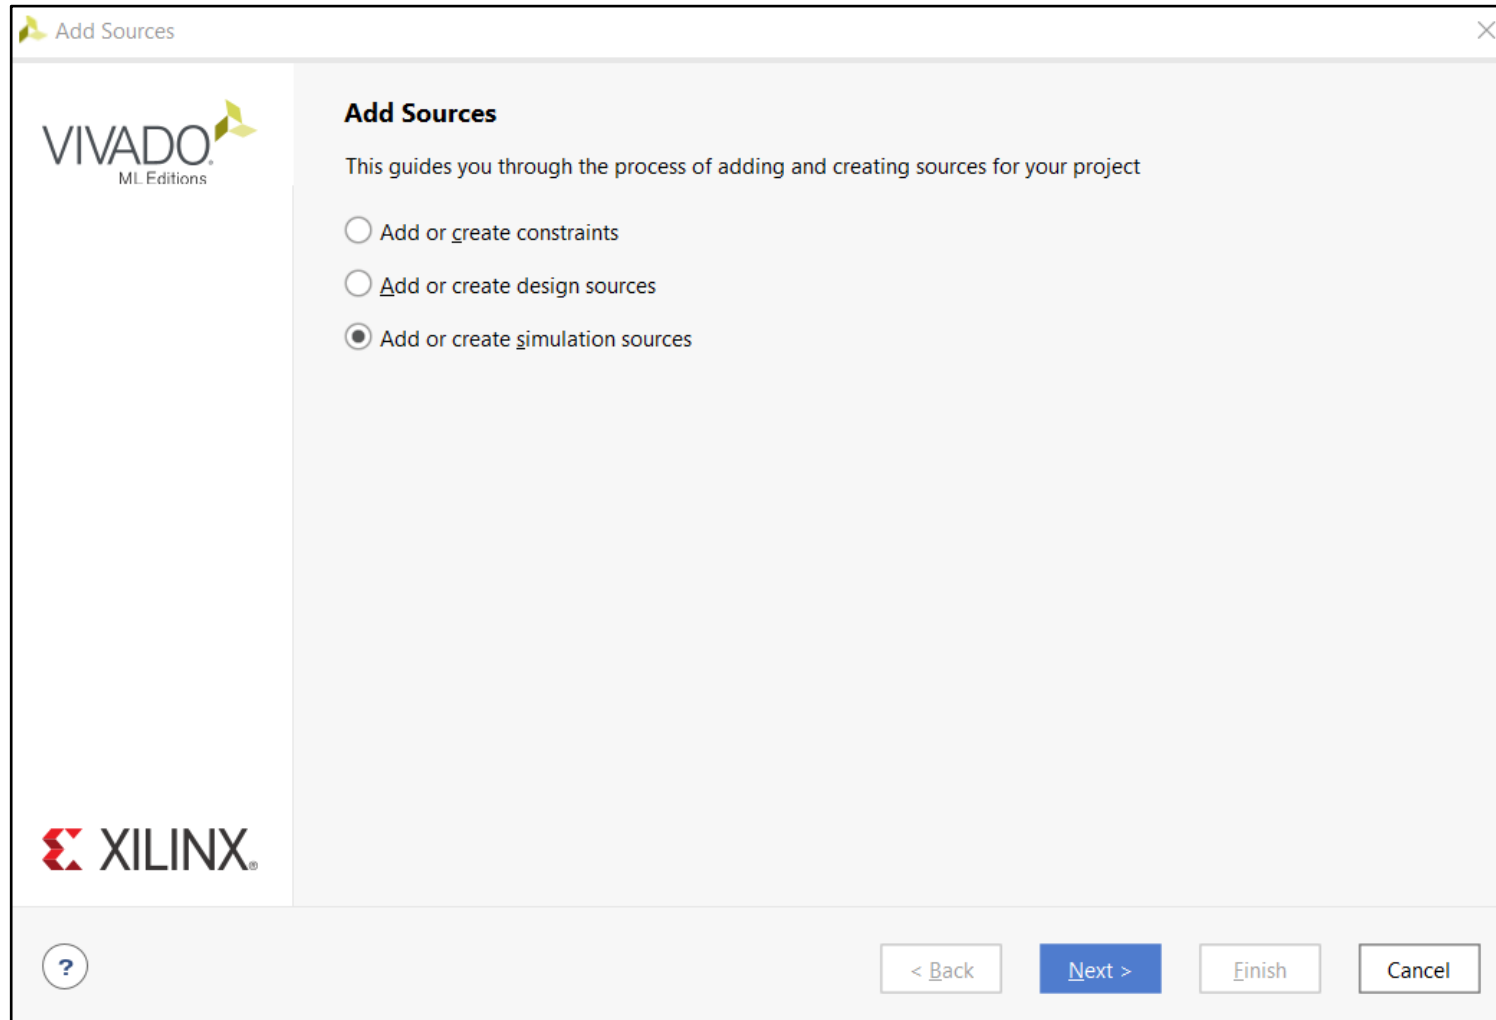 Add Sources
VIVADO.
ML Editions
Add Sources
This guides you through the process of adding and creating sources for your project
Add or create constraints
Add or create design sources
Add or create simulation sources
XILINX®
?
< Back
Next >
Finish
Cancel